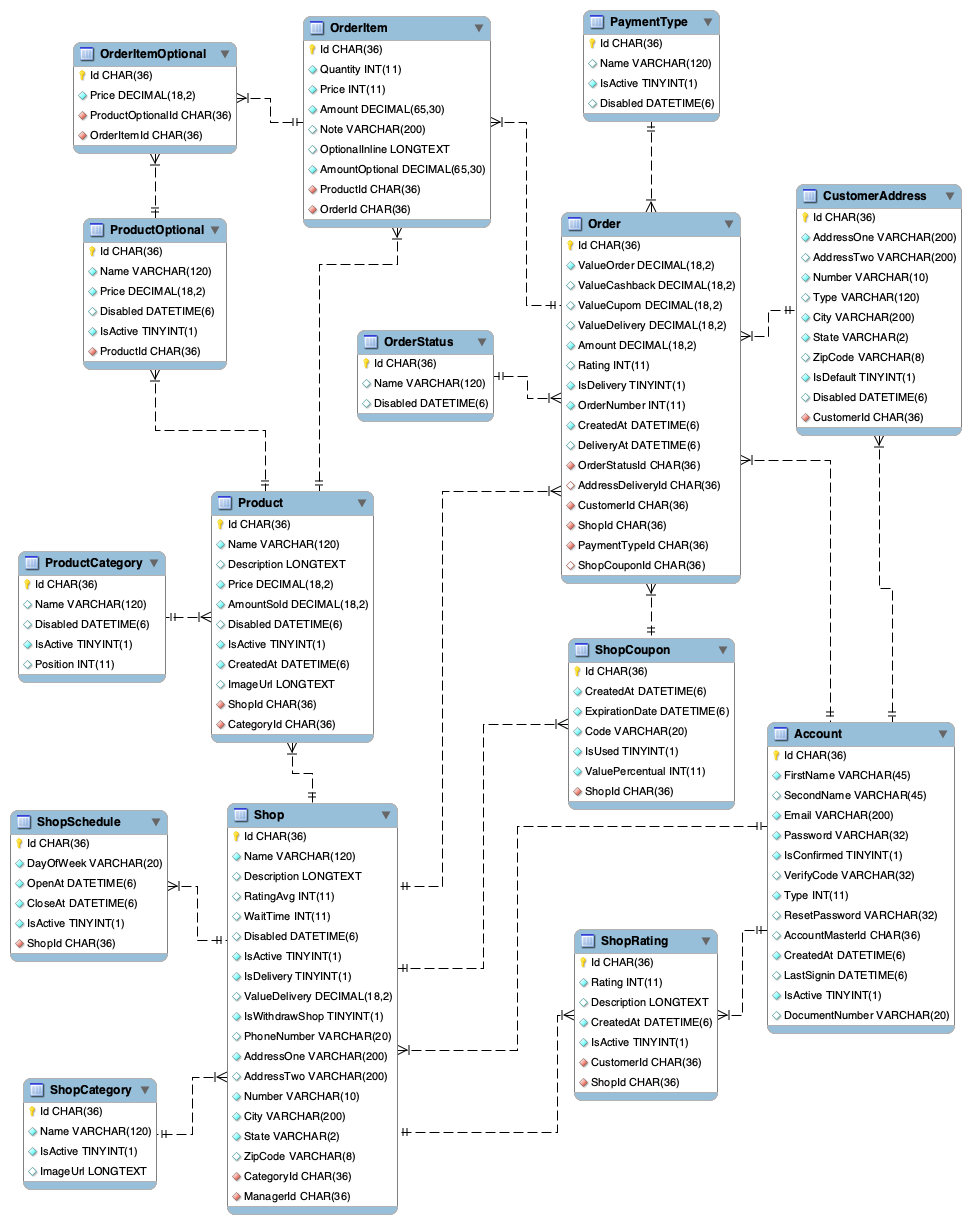 OrderItemOptional
Id CHAR(36)
Price DECIMAL(18,2)
ProductOptionalId CHAR(36)
OrderItemId CHAR(36)
OrderItem
Id CHAR(36)
Quantity INT(11)
Price INT(11)
Amount DECIMAL(65,30)
Note VARCHAR(200)
OptionalInline LONGTEXT
AmountOptional DECIMAL(65,30)
ProductId CHAR(36)
OrderId CHAR(36)
PaymentType
Id CHAR(36)
Name VARCHAR(120)
IsActive TINYINT(1)
Disabled DATETIME(6)
ProductOptional
Id CHAR(36)
Name VARCHAR(120)
Price DECIMAL(18,2)
Disabled DATETIME(6)
IsActive TINYINT(1)
ProductId CHAR(36)
OrderStatus
Id CHAR(36)
Name VARCHAR(120)
Disabled DATETIME(6)
Order
Id CHAR(36)
ValueOrder DECIMAL(18,2)
ValueCashback DECIMAL(18,2)
ValueCupom DECIMAL(18,2)
ValueDelivery DECIMAL(18,2)
Amount DECIMAL(18,2)
Rating INT(11)
IsDelivery TINYINT(1)
OrderNumber INT(11)
CreatedAt DATETIME(6)
DeliveryAt DATETIME(6)
OrderStatusId CHAR(36)
AddressDeliveryId CHAR(36)
CustomerId CHAR(36)
ShopId CHAR(36)
PaymentTypeId CHAR(36)
ShopCouponId CHAR(36)
CustomerAddress
Id CHAR(36)
AddressOne VARCHAR(200)
AddressTwo VARCHAR(200)
Number VARCHAR(10)
Type VARCHAR(120)
City VARCHAR(200)
State VARCHAR(2)
ZipCode VARCHAR(8)
IsDefault TINYINT(1)
Disabled DATETIME(6)
CustomerId CHAR(36)
ProductCategory
Id CHAR(36)
Name VARCHAR(120)
Disabled DATETIME(6)
IsActive TINYINT(1)
Position INT(11)
Product
Id CHAR(36)
Name VARCHAR(120)
Description LONGTEXT
Price DECIMAL(18,2)
AmountSold DECIMAL(18,2)
Disabled DATETIME(6)
IsActive TINYINT(1)
CreatedAt DATETIME(6)
ImageUrl LONGTEXT
ShopId CHAR(36)
CategoryId CHAR(36)
ShopCoupon
Id CHAR(36)
CreatedAt DATETIME(6)
ExpirationDate DATETIME(6)
Code VARCHAR(20)
IsUsed TINYINT(1)
ValuePercentual INT(11)
ShopId CHAR(36)
Account
Id CHAR(36)
FirstName VARCHAR(45)
SecondName VARCHAR(45)
Email VARCHAR(200)
Password VARCHAR(32)
IsConfirmed TINYINT(1)
VerifyCode VARCHAR(32)
Type INT(11)
ResetPassword VARCHAR(32)
AccountMasterId CHAR(36)
CreatedAt DATETIME(6)
LastSignin DATETIME(6)
IsActive TINYINT(1)
DocumentNumber VARCHAR(20)
ShopSchedule
Id CHAR(36)
DayOfWeek VARCHAR(20)
OpenAt DATETIME(6)
CloseAt DATETIME(6)
IsActive TINYINT(1)
ShopId CHAR(36)
Shop
Id CHAR(36)
Name VARCHAR(120)
Description LONGTEXT
RatingAvg INT(11)
WaitTime INT(11)
Disabled DATETIME(6)
IsActive TINYINT(1)
IsDelivery TINYINT(1)
ValueDelivery DECIMAL(18,2)
IsWithdrawShop TINYINT(1)
PhoneNumber VARCHAR(20)
AddressOne VARCHAR(200)
AddressTwo VARCHAR(200)
Number VARCHAR(10)
City VARCHAR(200)
State VARCHAR(2)
ZipCode VARCHAR(8)
CategoryId CHAR(36)
ManagerId CHAR(36)
ShopRating
Id CHAR(36)
Rating INT(11)
Description LONGTEXT
CreatedAt DATETIME(6)
IsActive TINYINT(1)
CustomerId CHAR(36)
ShopId CHAR(36)
ShopCategory
Id CHAR(36)
Name VARCHAR(120)
IsActive TINYINT(1)
ImageUrl LONGTEXT